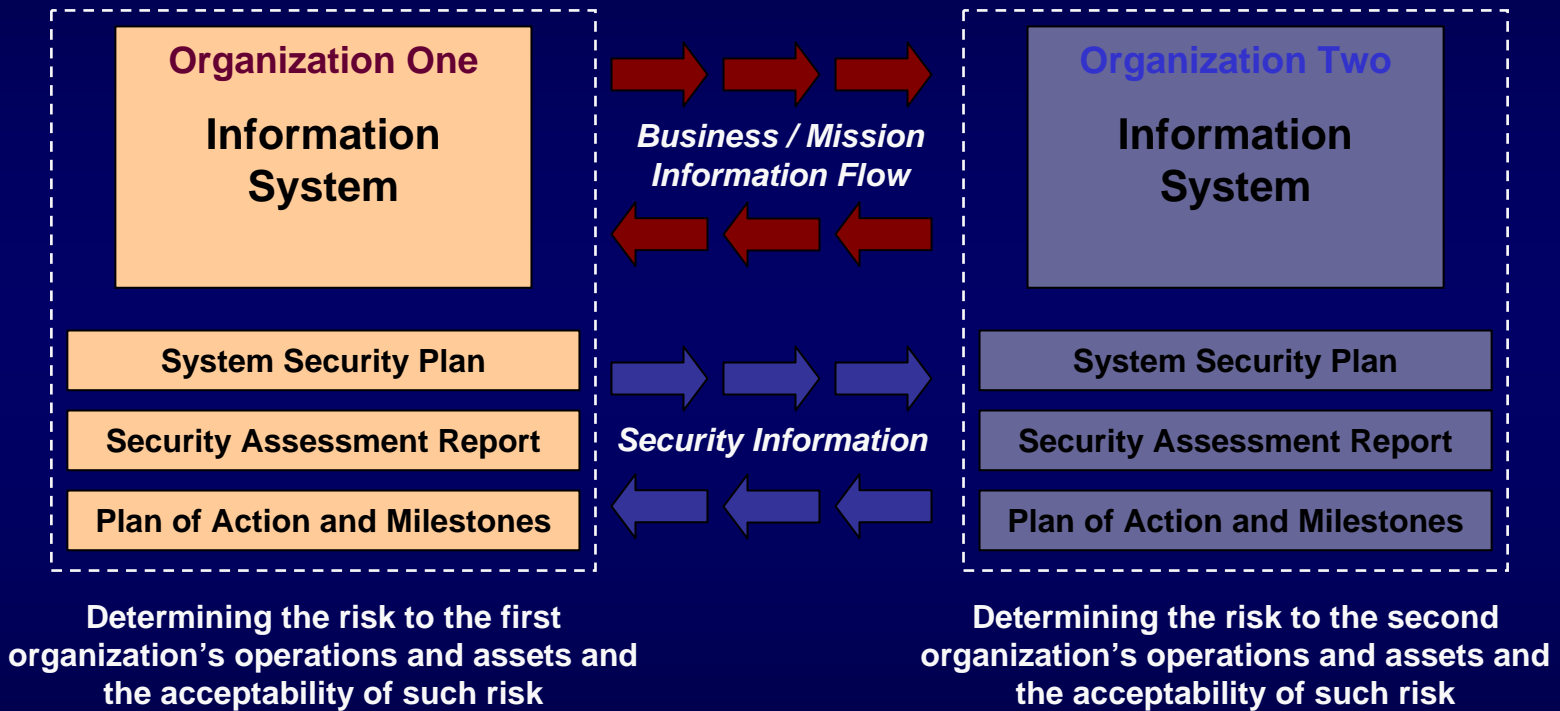 Organization One
Information
System
System Security Plan
Security Assessment Report
Plan of Action and Milestones
Determining the risk to the first
organization’s operations and assets and
the acceptability of such risk
Business / Mission
Information Flow
Security Information
Organization Two
Information
System
System Security Plan
Security Assessment Report
Plan of Action and Milestones
Determining the risk to the second
organization’s operations and assets and
the acceptability of such risk